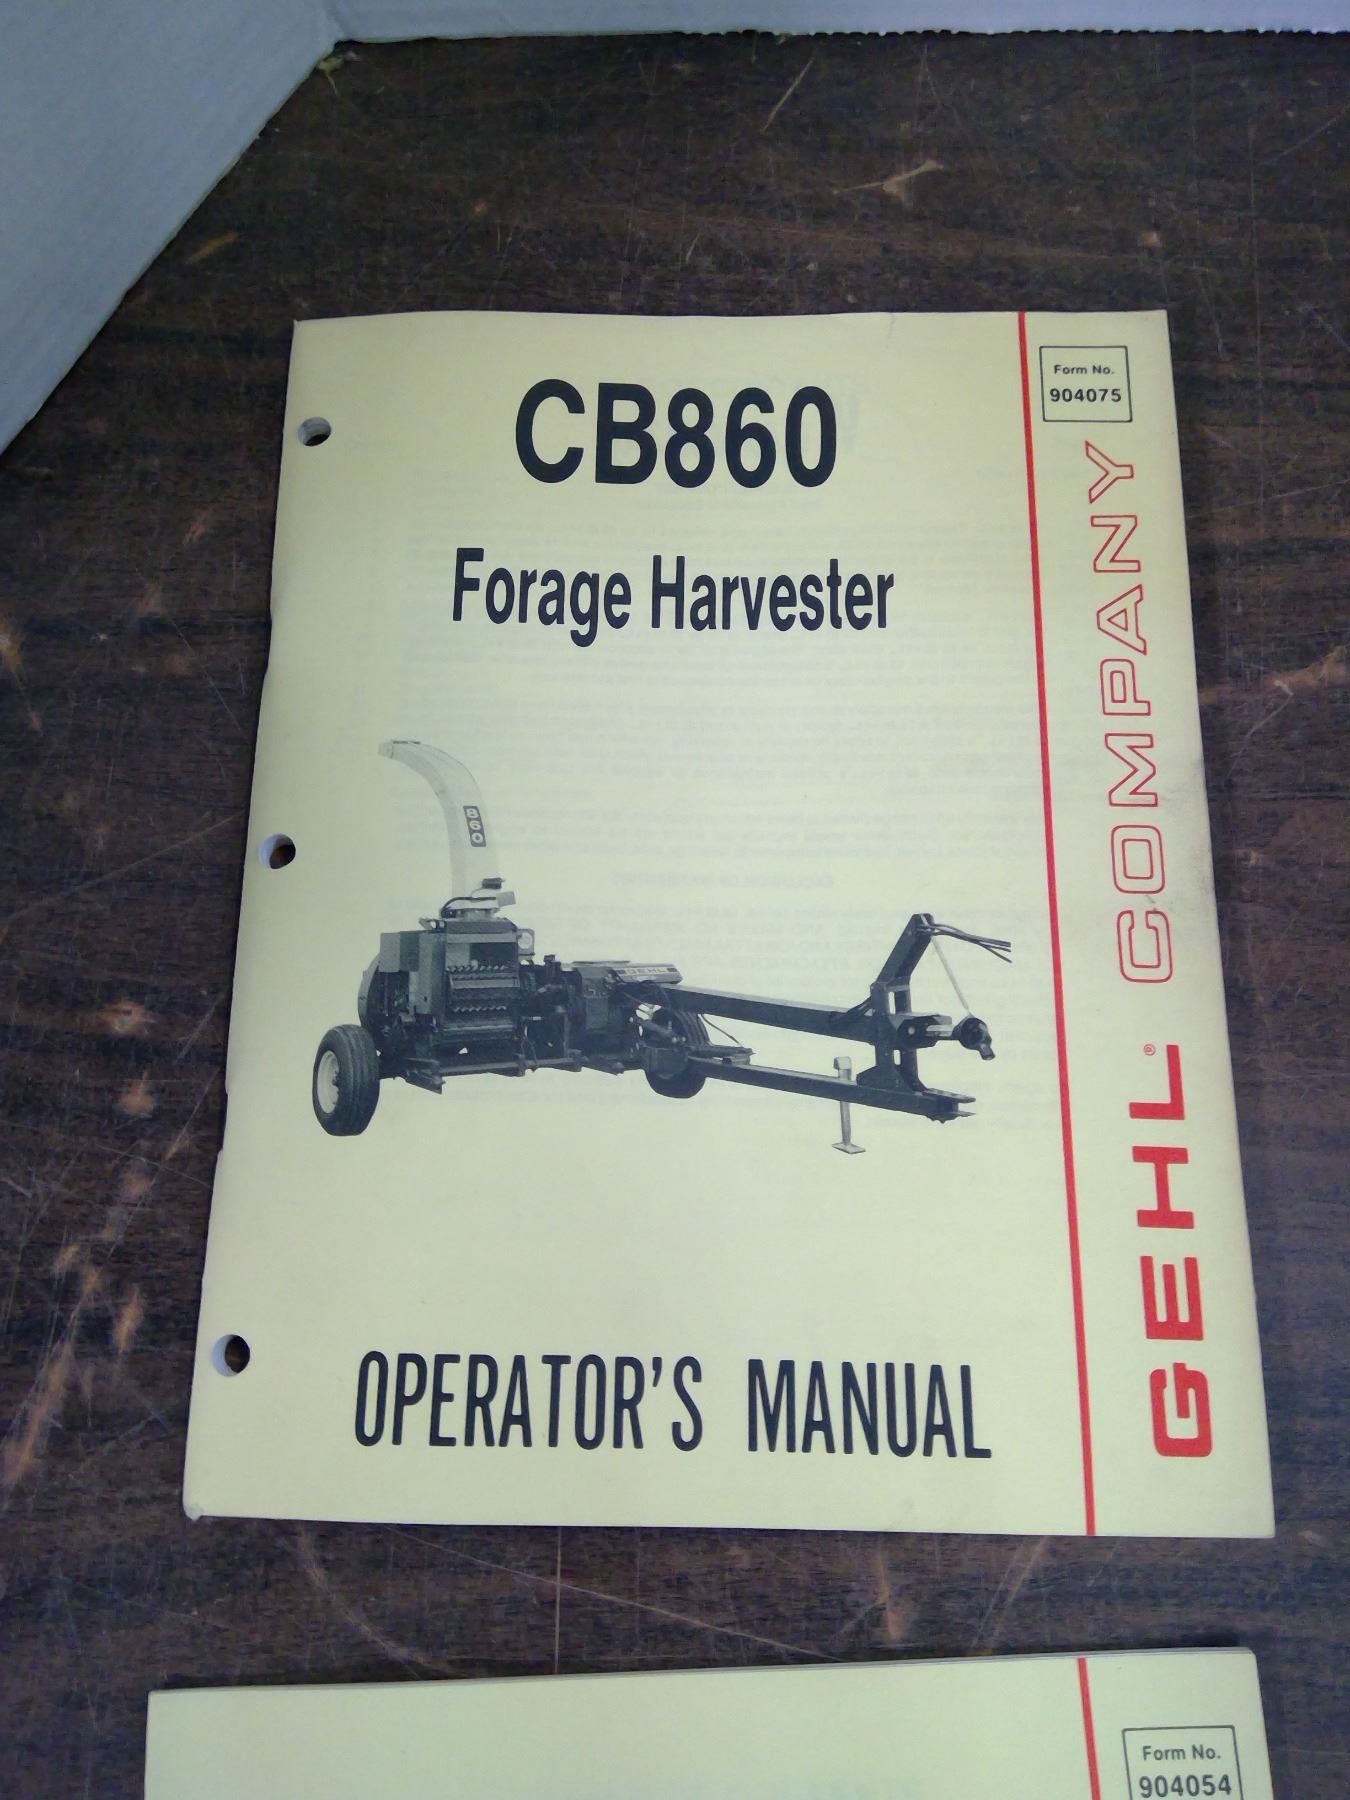 CB860
Forage Harvester
Form No.
904075
860
GEHL
OPERATOR'S MANUAL
GEHL® COMPANY
Form No.
904054